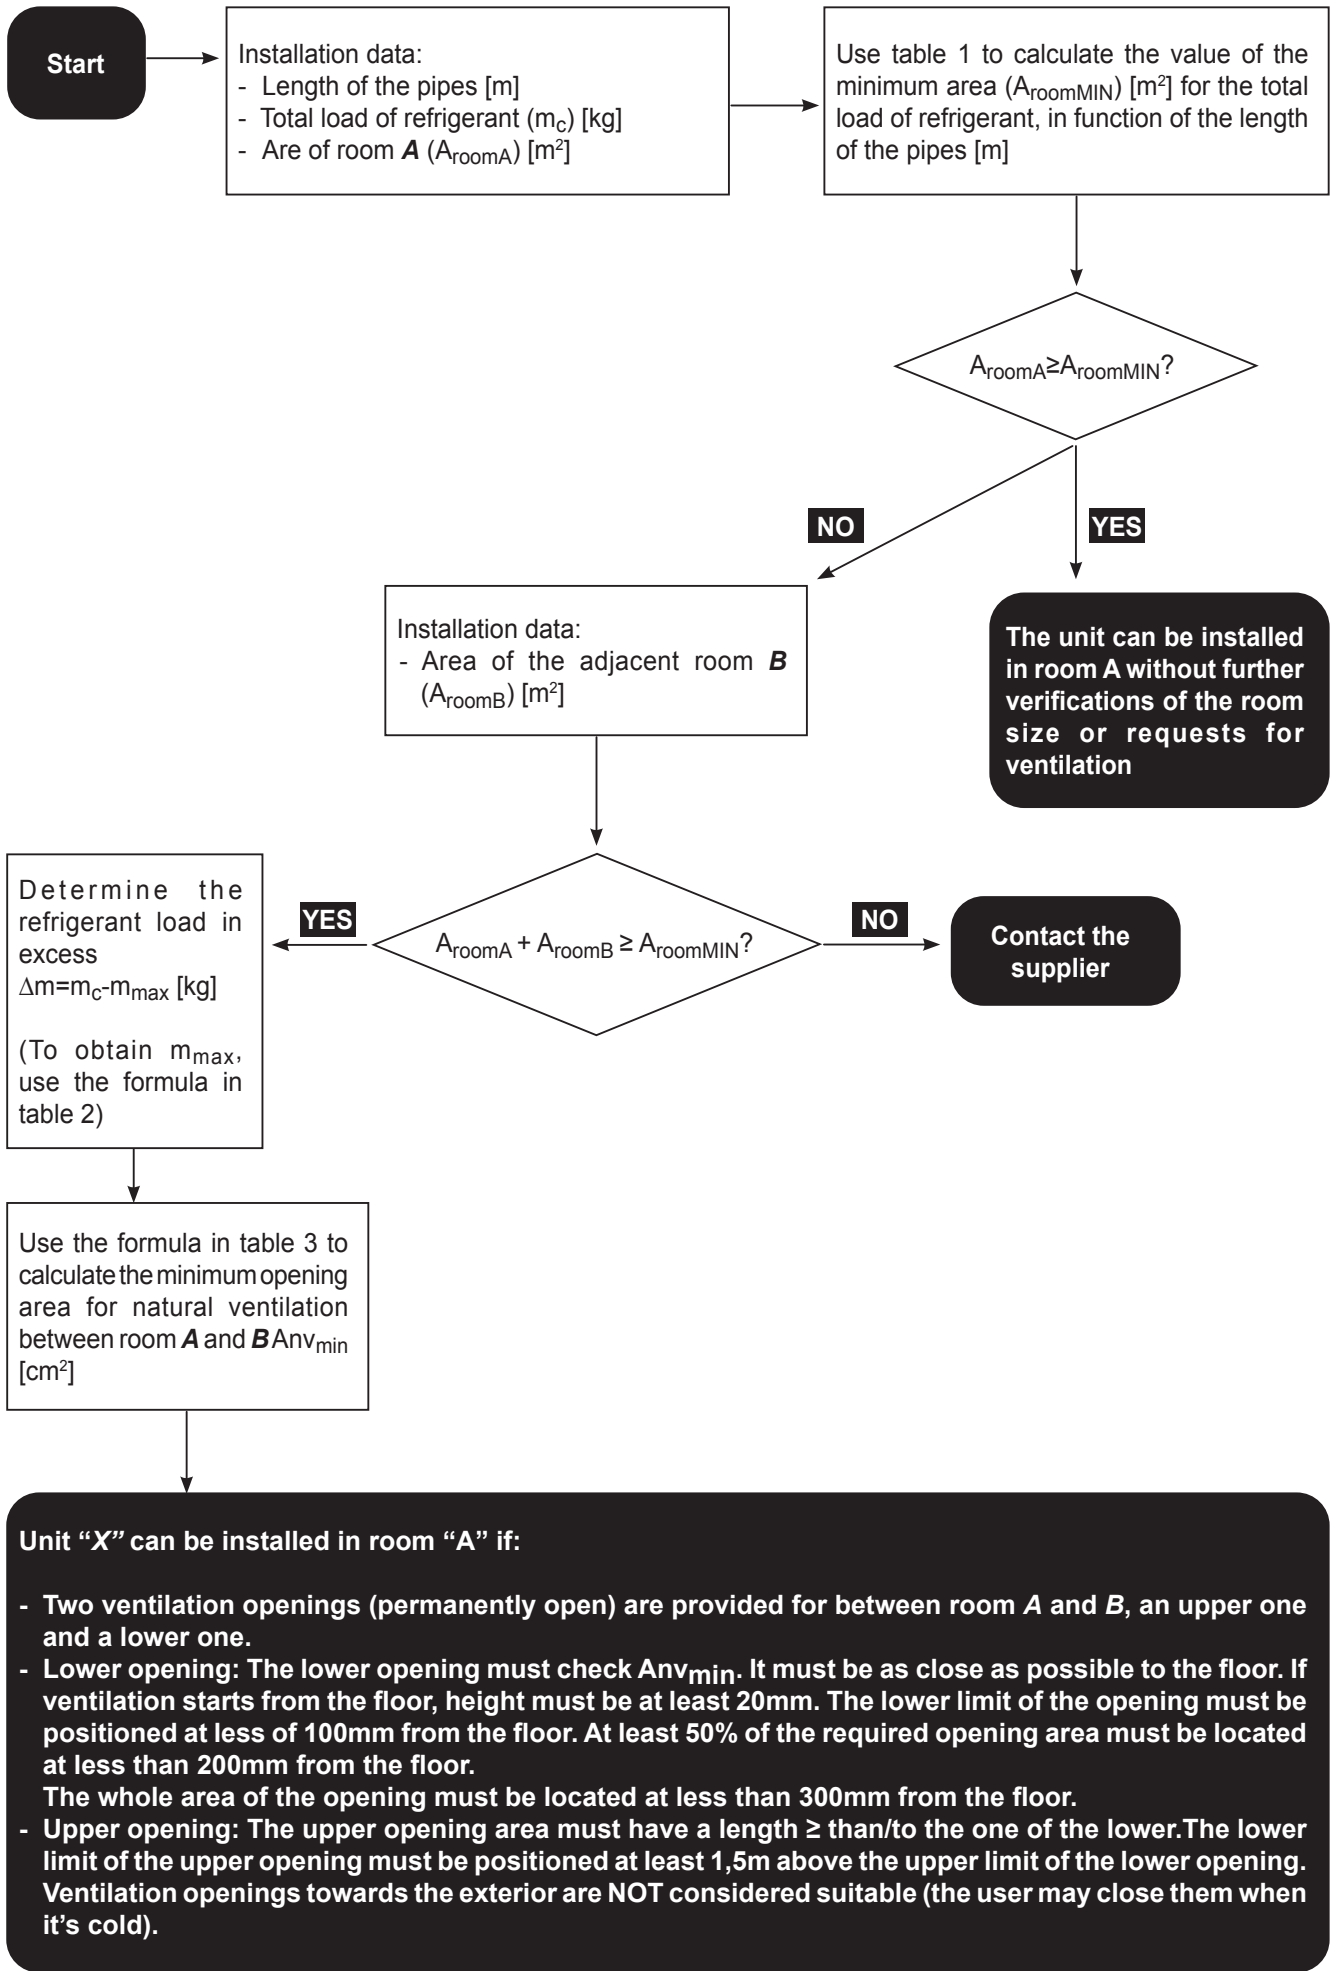 Start
Installation data:
- Length of the pipes [m]
- Total load of refrigerant (mc) [kg]
- Are of room A (AroomA) [m²]
Use table 1 to calculate the value of the
minimum area (AroomMIN) [m²] for the total
load of refrigerant, in function of the length
of the pipes [m]
AroomA≥AroomMIN?
NO
YES
Installation data:
- Area of the adjacent room B
(AroomB) [m²]
The unit can be installed
in room A without further
verifications of the room
size or requests for
ventilation
Determine the
refrigerant load in
excess
∆m=mc-mmax [kg]
(To obtain mmax,
use the formula in
table 2)
YES
AroomA + AroomB ≥ AroomMIN?
NO
Contact the
supplier
Use the formula in table 3 to
calculate the minimum opening
area for natural ventilation
between room A and B Anvmin
[cm²]
Unit “X” can be installed in room “A” if:
- Two ventilation openings (permanently open) are provided for between room A and B, an upper one
and a lower one.
- Lower opening: The lower opening must check Anvmin. It must be as close as possible to the floor. If
ventilation starts from the floor, height must be at least 20mm. The lower limit of the opening must be
positioned at less of 100mm from the floor. At least 50% of the required opening area must be located
at less than 200mm from the floor.
The whole area of the opening must be located at less than 300mm from the floor.
- Upper opening: The upper opening area must have a length ≥ than/to the one of the lower.The lower
limit of the upper opening must be positioned at least 1,5m above the upper limit of the lower opening.
Ventilation openings towards the exterior are NOT considered suitable (the user may close them when
it’s cold).